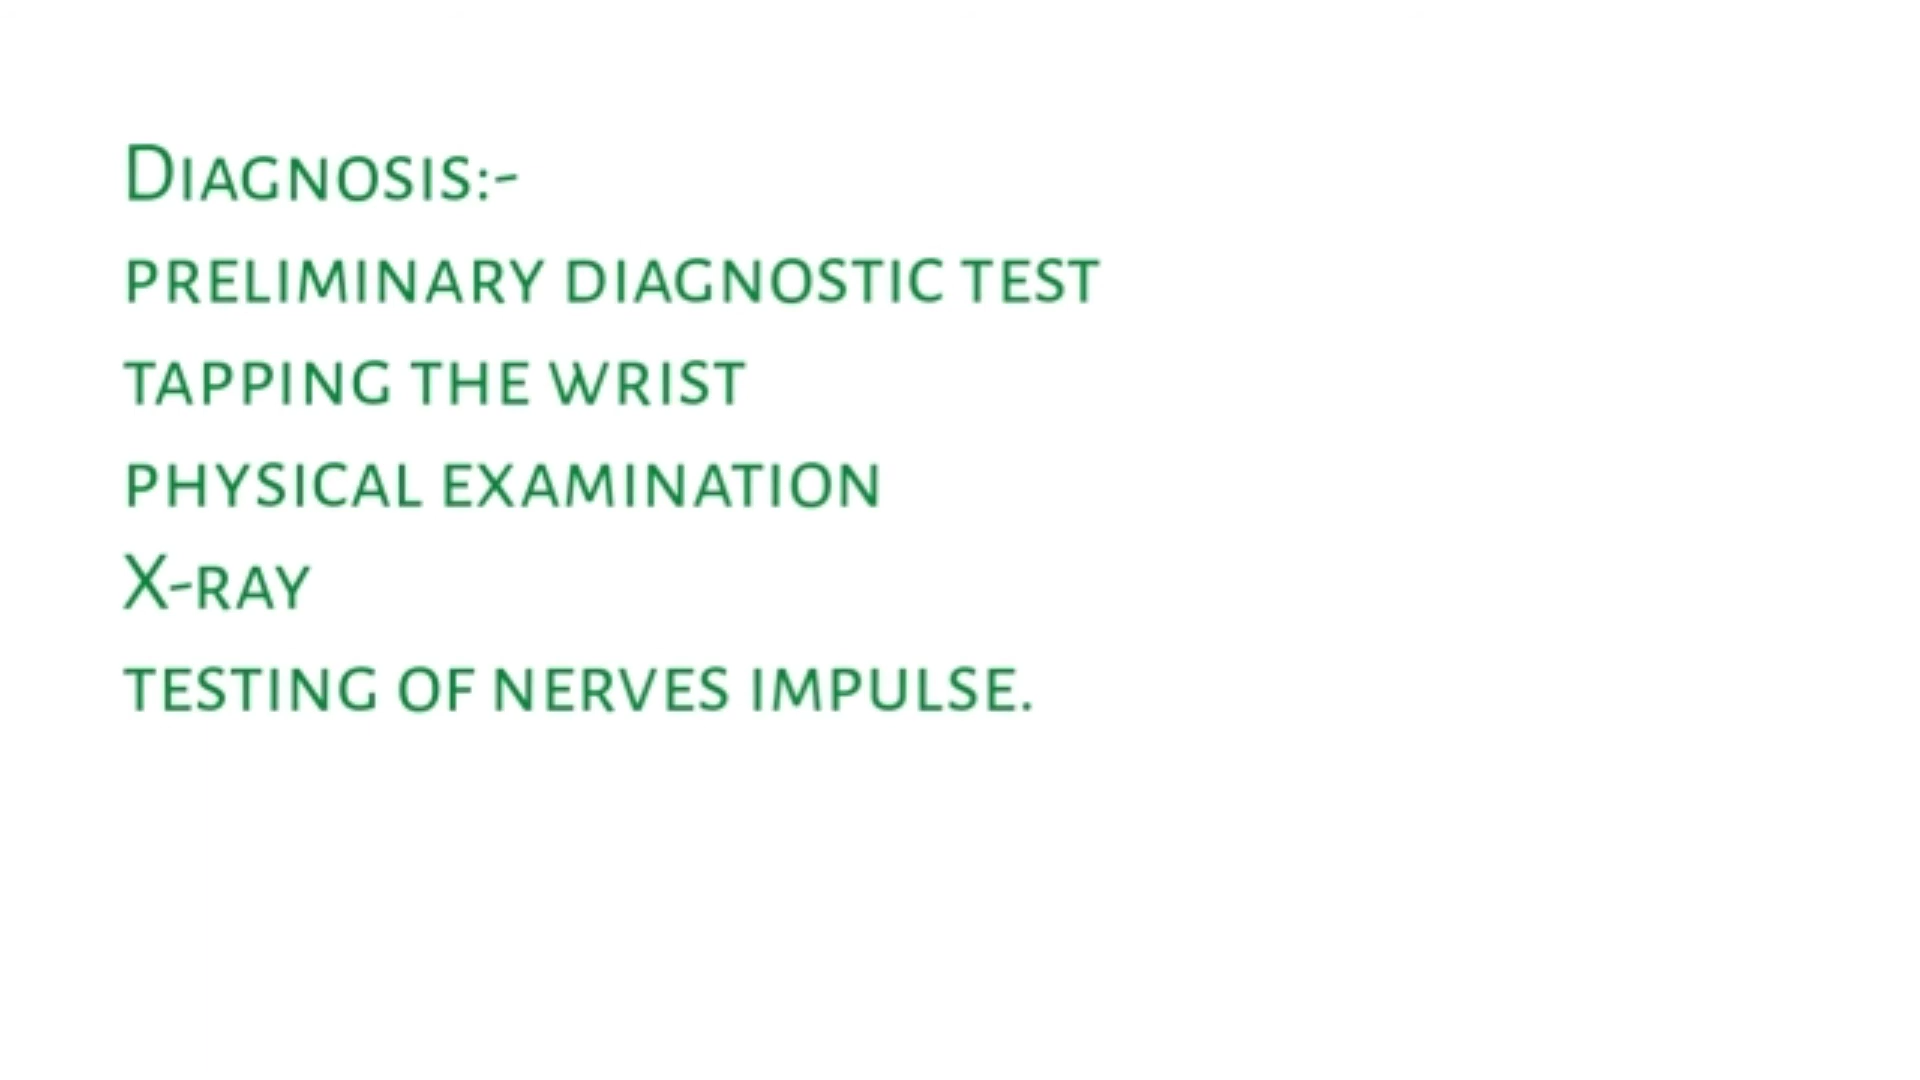 Diagnosis:-
preliminary diagnostic test
tapping the wrist
physical examination
X-ray
testing of nerves impulse.